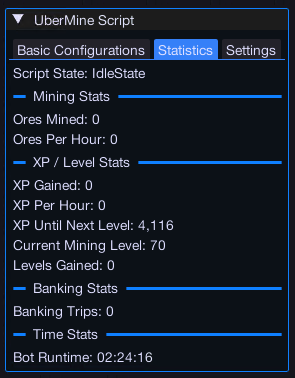 UberMine Script
Basic Configurations Statistics Settings
Script State: IdleState
Mining Stats
Ores Mined: 0
Ores Per Hour: 0
XP / Level Stats
XP Gained: 0
XP Per Hour: 0
XP Until Next Level: 4,116
Current Mining Level: 70
Levels Gained: 0
Banking Stats
Banking Trips: 0
Time Stats
Bot Runtime: 02:24:16